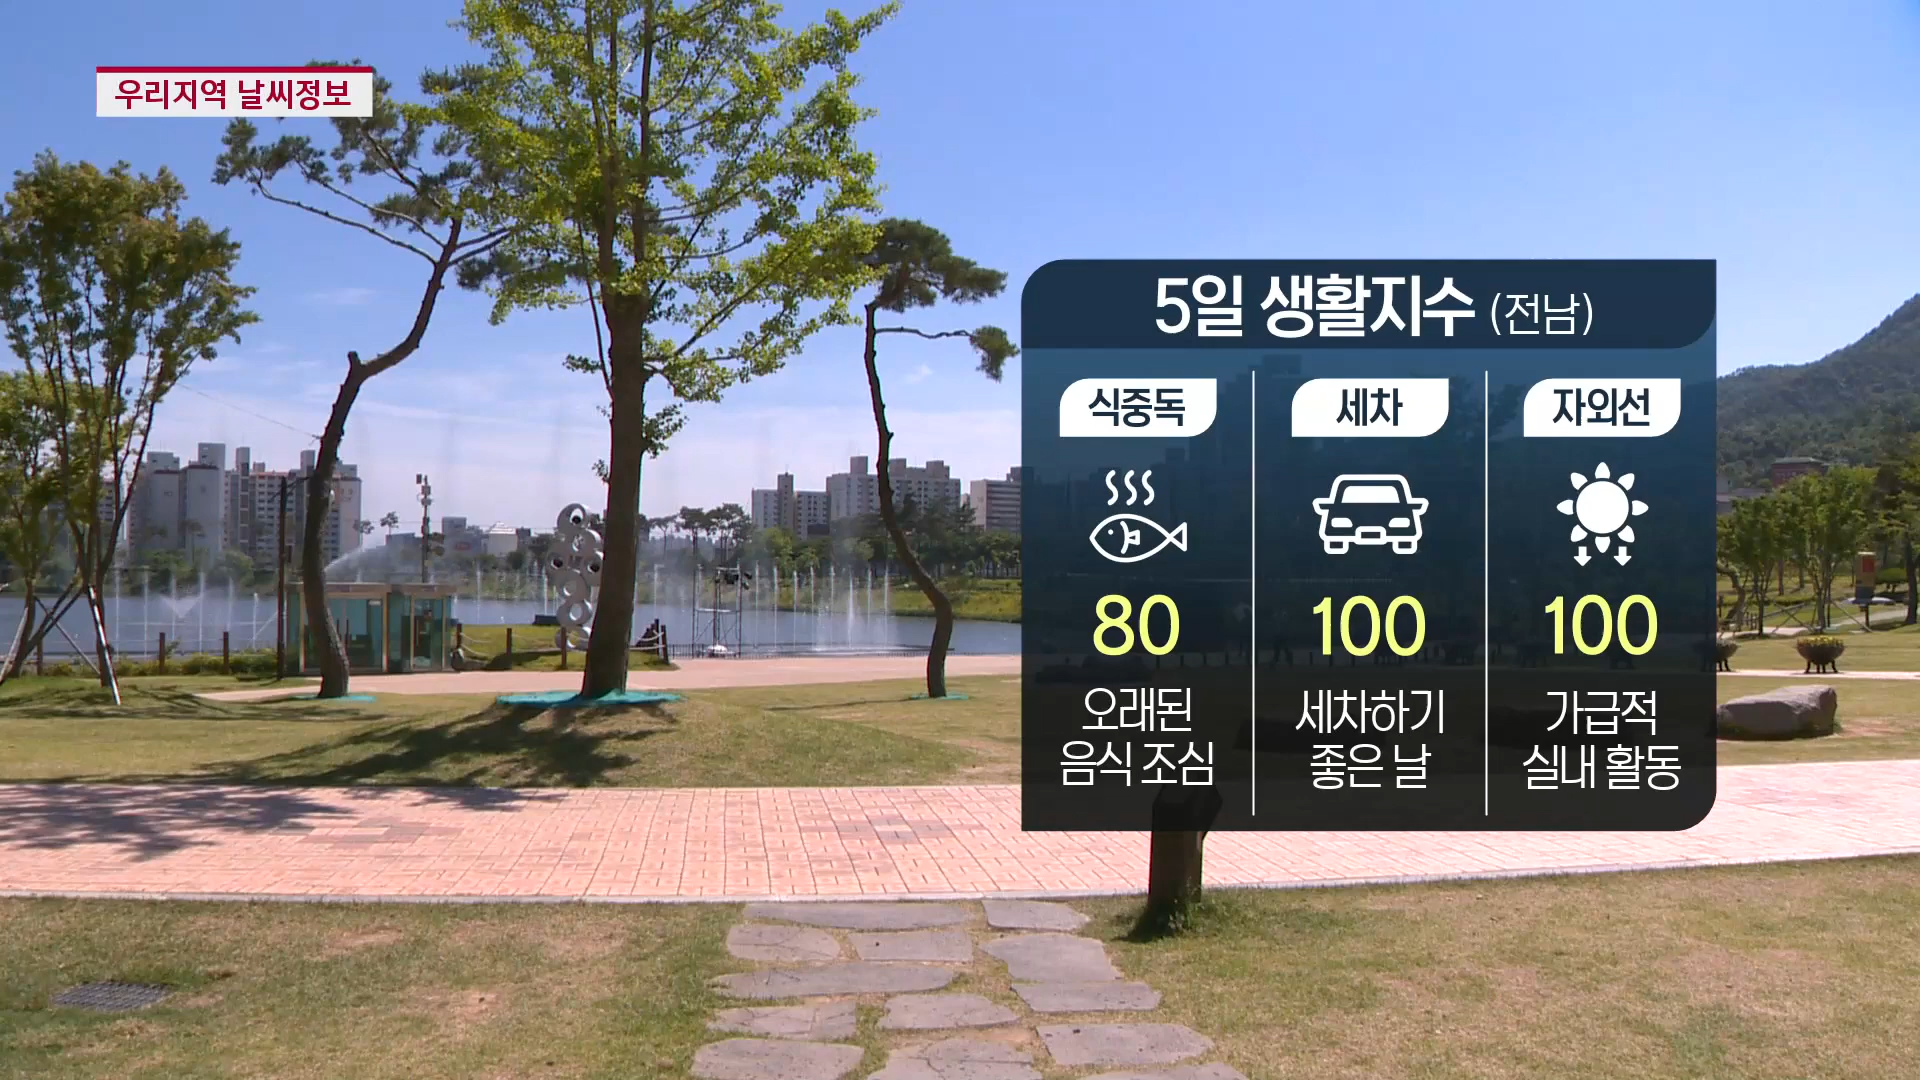 우리지역 날씨정보
5일 생활지수 (전남)
식중독
80
오래된
음식 조심
세차
100
세차하기
좋은 날
자외선
100
가급적
실내 활동